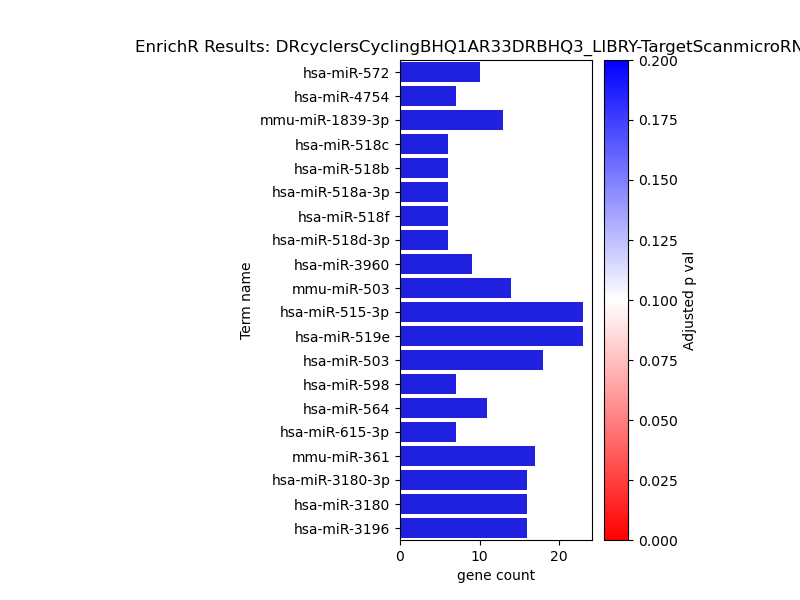 EnrichR Results: DRcyclersCyclingBHQ1AR33DRBHQ3_LIBRY-TargetScanmicroRN
hsa-miR-572
hsa-miR-4754
mmu-miR-1839-3p
hsa-miR-518c
hsa-miR-518b
hsa-miR-518a-3p
hsa-miR-518f
hsa-miR-518d-3p
hsa-miR-3960
mmu-miR-503
hsa-miR-515-3p
hsa-miR-519e
hsa-miR-503
hsa-miR-598
hsa-miR-564
hsa-miR-615-3p
mmu-miR-361
hsa-miR-3180-3p
hsa-miR-3180
hsa-miR-3196
Term name
0
10
20
gene count
0.200
0.175
0.150
0.125
0.100
0.075
0.050
0.025
0.000
Adjusted p val